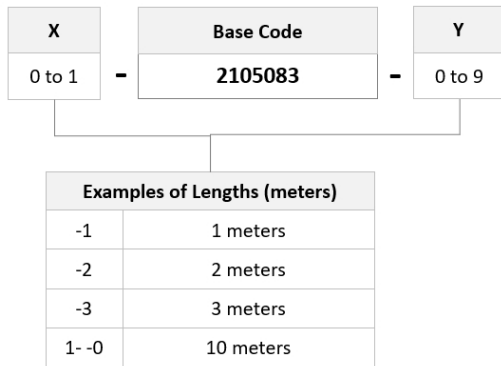 X Base Code Y
0 to 1 - 2105083 - 0 to 9
Examples of Lengths (meters)
-1 1 meters
-2 2 meters
-3 3 meters
1- -0 10 meters